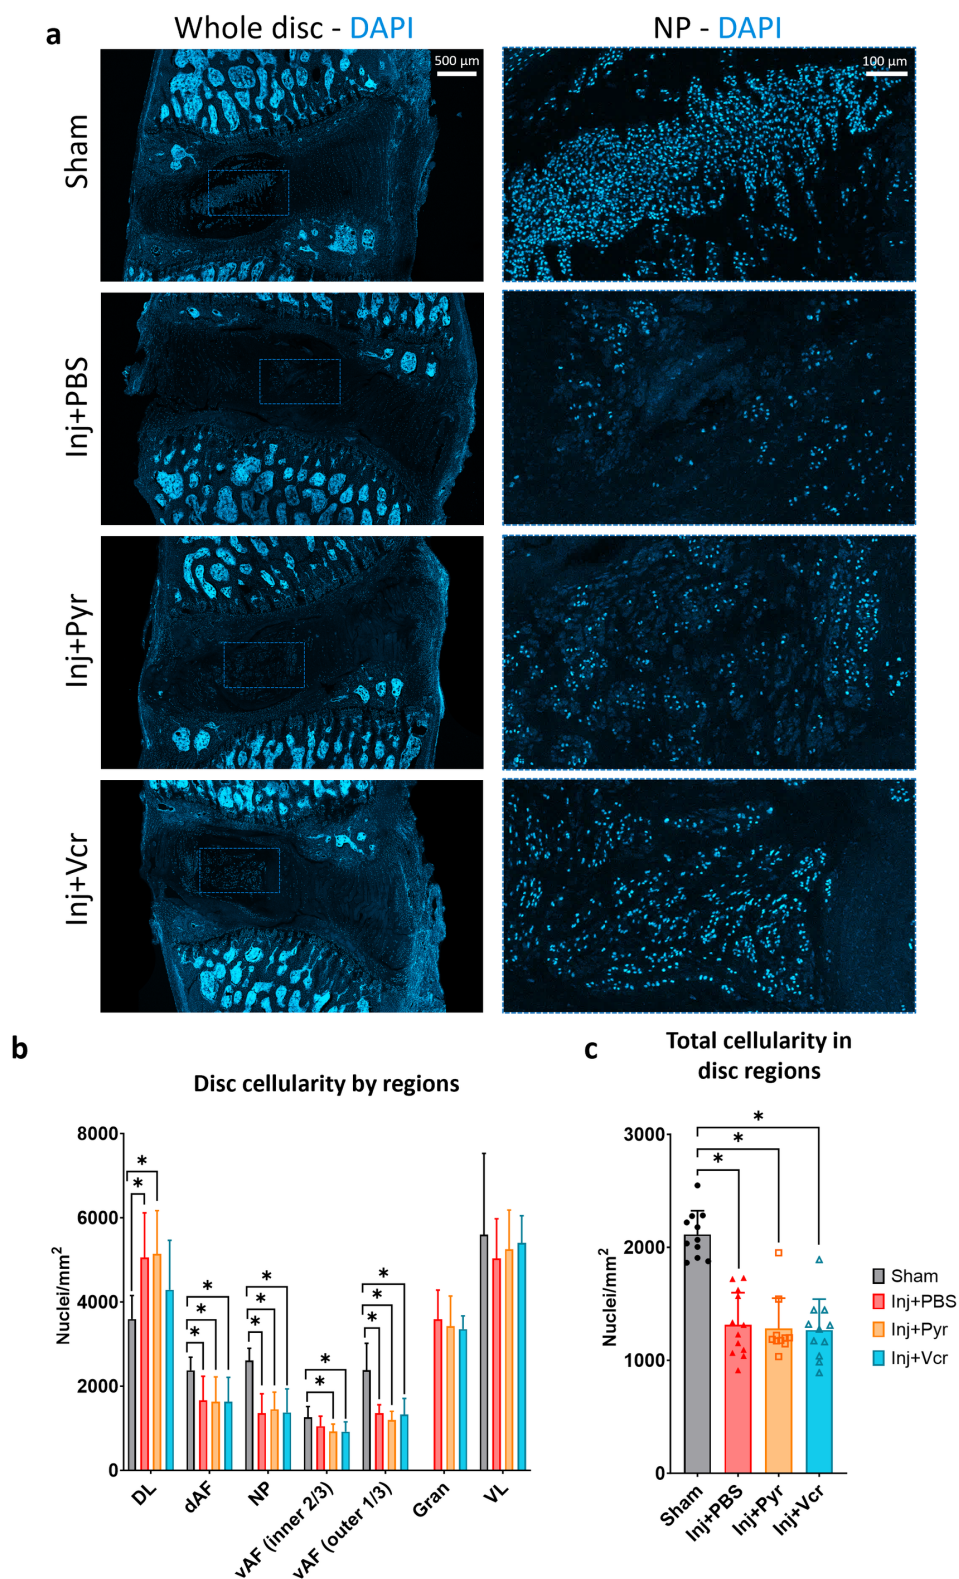 a
Whole disc - DAPI
NP - DAPI
500 µm
100 µm
Sham
Inj+PBS
Inj+Pyr
Inj+Vcr
b
Disc cellularity by regions
Nuclei/mm²
8000
6000
4000
2000
0
* * * * * * * * * * * * *
DL
dAF
NP
vAF (inner 2/3)
vAF (outer 1/3)
Gran
VL
c
Total cellularity in
disc regions
Nuclei/mm²
3000
2000
1000
0
* * *
Sham
Inj+PBS
Inj+Pyr
Inj+Vcr
Sham
Inj+PBS
Inj+Pyr
Inj+Vcr